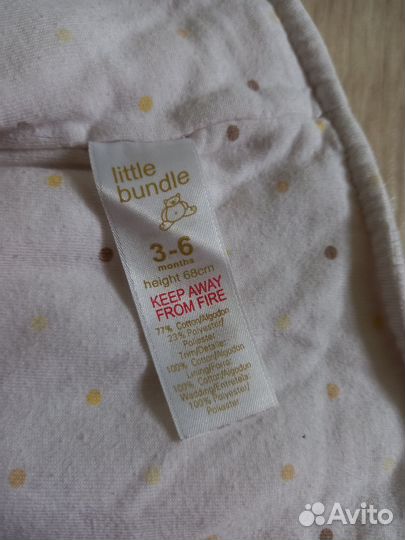 little
bundle
3-6
months
height 68cm
KEEP AWAY
FROM FIRE
77% Cotton/Algodon
23% Polyester/
Poliester
Trim/Detalle:
100% Cotton/Algodon
Lining/Forro:
100% Cotton/Algodon
Wadding/Entretela:
100% Polyester/
Poliester
Avito